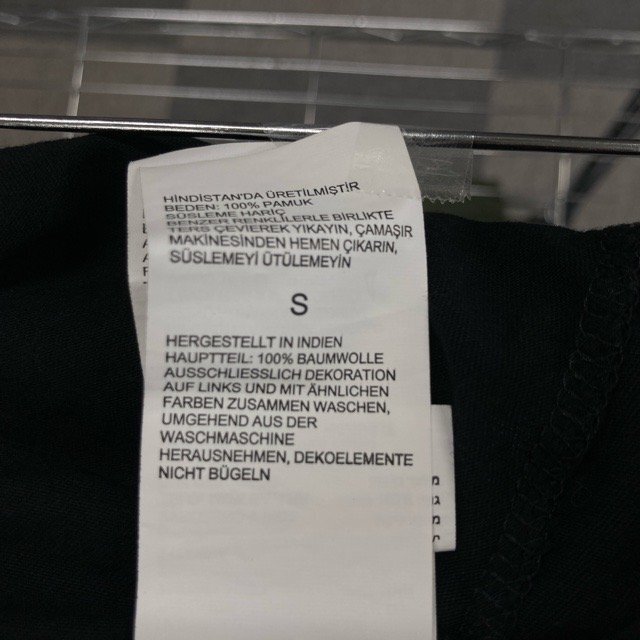 HİNDİSTAN'DA ÜRETİLMİŞTİR
BEDEN: 100% PAMUK
SÜSLEME HARİÇ
BENZER RENGLİLERLE BİRLİKTE
TERS ÇEVİREREK YIKAYIN, ÇAMAŞIR
MAKİNESİNDEN HEMEN ÇIKARIN,
SÜSLEMEYİ ÜTÜLEMEYİN
S
HERGESTELLT IN INDIEN
HAUPTTEIL: 100% BAUMWOLLE
AUSSCHLIESSLICH DEKORATION
AUF LINKS UND MIT ÄHNLICHEN
FARBEN ZUSAMMEN WASCHEN,
UMGEHEND AUS DER
WASCHMASCHINE
HERAUSNEHMEN, DEKOELEMENTE
NICHT BÜGELN